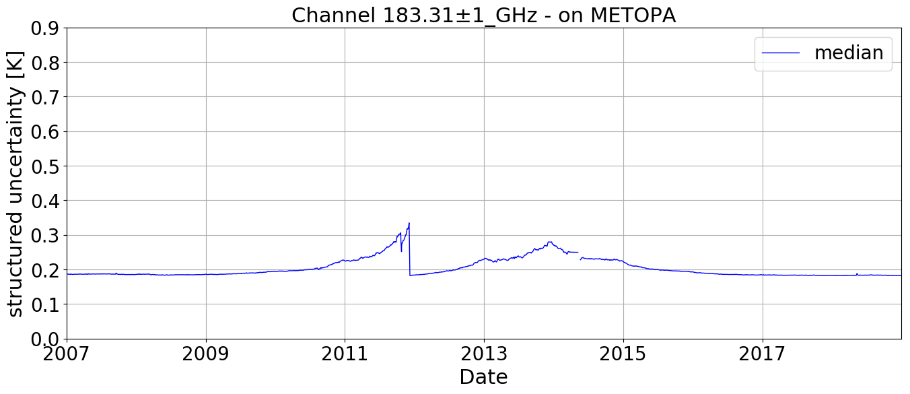 Channel 183.31±1_GHz - on METOPA
structured uncertainty [K]
0.9
0.8
0.7
0.6
0.5
0.4
0.3
0.2
0.1
0.0
median
2007 2009 2011 2013 2015 2017
Date